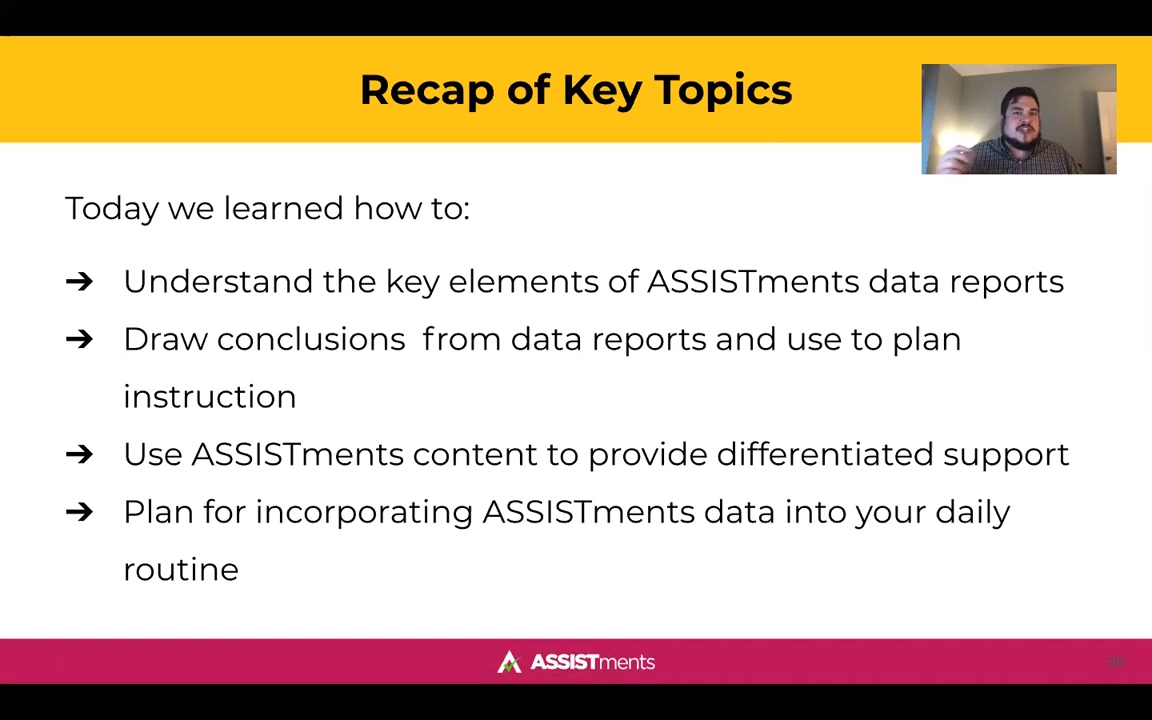 Recap of Key Topics
Today we learned how to:
➔ Understand the key elements of ASSISTments data reports
➔ Draw conclusions  from data reports and use to plan
instruction
➔ Use ASSISTments content to provide differentiated support
➔ Plan for incorporating ASSISTments data into your daily
routine
ASSISTments